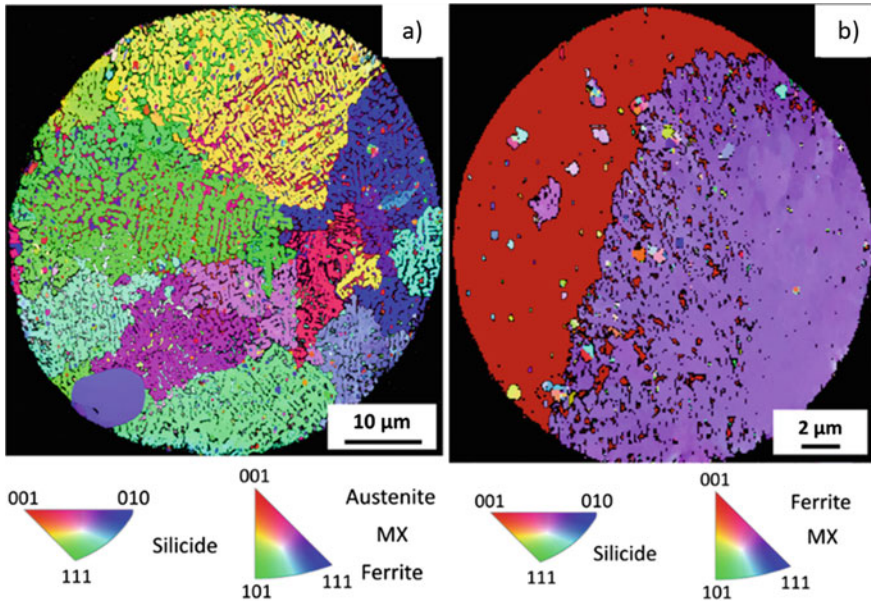 a)
b)
10 µm
2 µm
001 010
111
Silicide
001
101 111
Austenite
MX
Ferrite
001 010
111
Silicide
001
101 111
Ferrite
MX